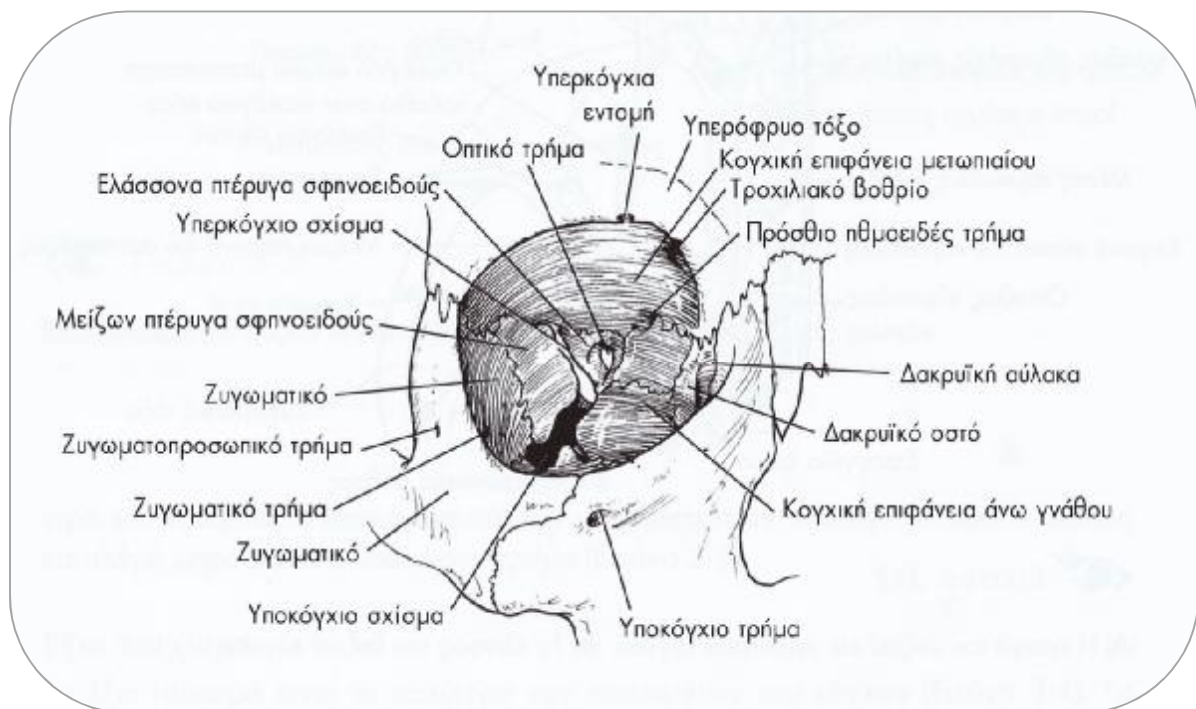 Υπερκόγχια
εντομή
Υπερόφρυο τόξο
Οπτικό τρήμα
Κογχική επιφάνεια μετωπιαίου
Ελάσσονα πτέρυγα σφηνοειδούς
Τροχιλιακό βοθρίο
Υπερκόγχιο σχίσμα
Πρόσθιο ηθμοειδές τρήμα
Μείζων πτέρυγα σφηνοειδούς
Δακρυϊκή αύλακα
Ζυγωματικό
Δακρυϊκό οστό
Ζυγωματοπροσωπικό τρήμα
Ζυγωματικό τρήμα
Κογχική επιφάνεια άνω γνάθου
Ζυγωματικό
Υποκόγχιο σχίσμα
Υποκόγχιο τρήμα